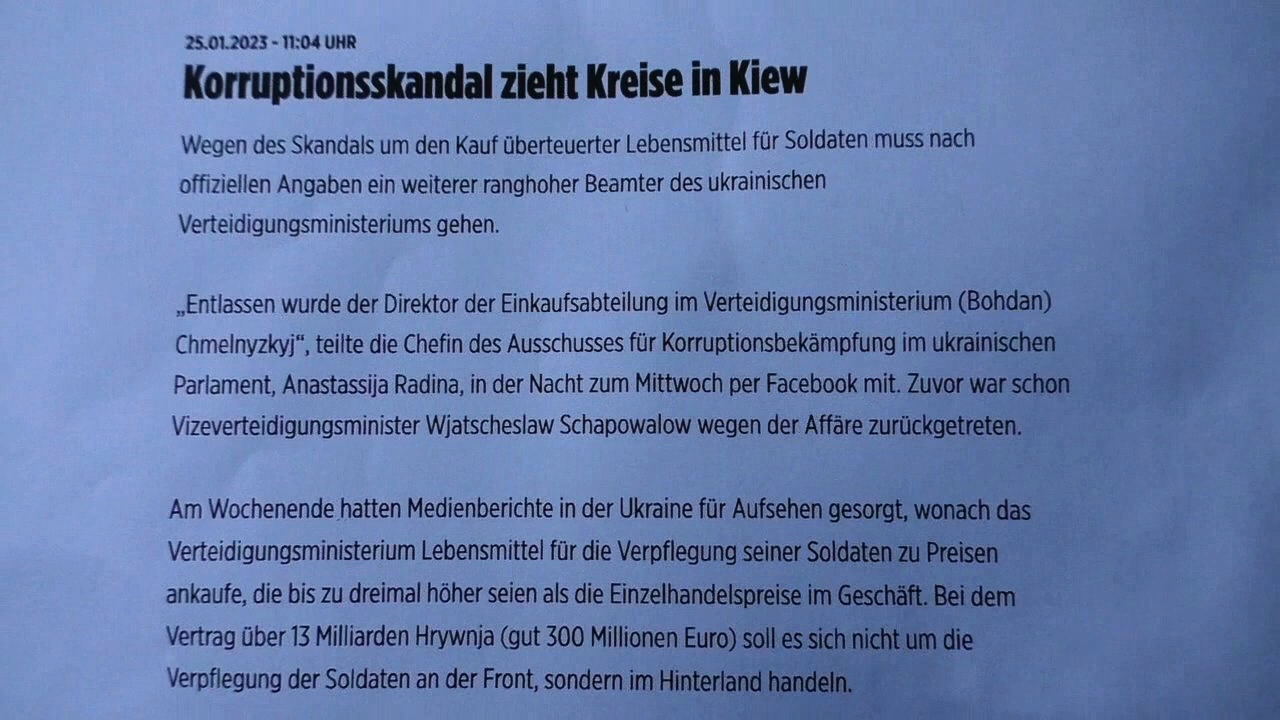 25.01.2023 - 11:04 UHR
Korruptionsskandal zieht Kreise in Kiew
Wegen des Skandals um den Kauf überteuerter Lebensmittel für Soldaten muss nach
offiziellen Angaben ein weiterer ranghoher Beamter des ukrainischen
Verteidigungsministeriums gehen.
„Entlassen wurde der Direktor der Einkaufsabteilung im Verteidigungsministerium (Bohdan)
Chmelnyzkyj“, teilte die Chefin des Ausschusses für Korruptionsbekämpfung im ukrainischen
Parlament, Anastassija Radina, in der Nacht zum Mittwoch per Facebook mit. Zuvor war schon
Vizeverteidigungsminister Wjatscheslaw Schapowalow wegen der Affäre zurückgetreten.
Am Wochenende hatten Medienberichte in der Ukraine für Aufsehen gesorgt, wonach das
Verteidigungsministerium Lebensmittel für die Verpflegung seiner Soldaten zu Preisen
ankaufe, die bis zu dreimal höher seien als die Einzelhandelspreise im Geschäft. Bei dem
Vertrag über 13 Milliarden Hrywnja (gut 300 Millionen Euro) soll es sich nicht um die
Verpflegung der Soldaten an der Front, sondern im Hinterland handeln.